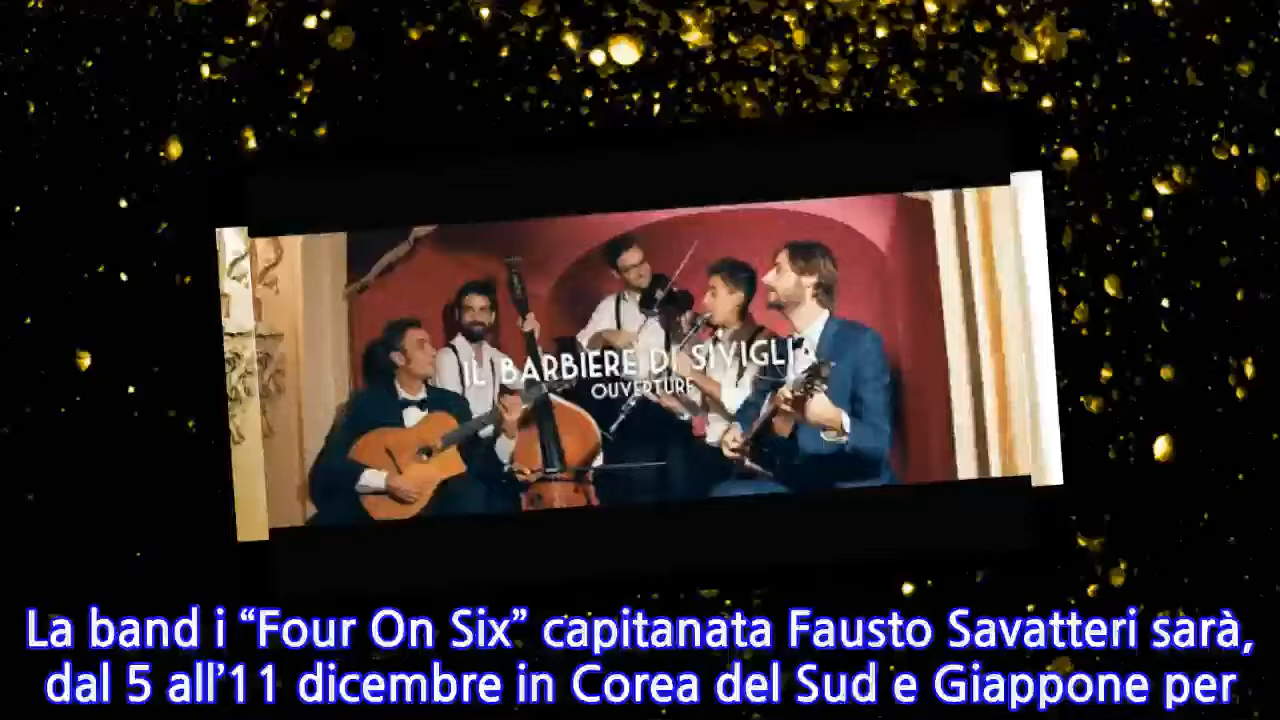 IL BARBIERE DI SIVIGLIA
OUVERTURE
La band i “Four On Six” capitanata Fausto Savatteri sarà,
dal 5 all’11 dicembre in Corea del Sud e Giappone per